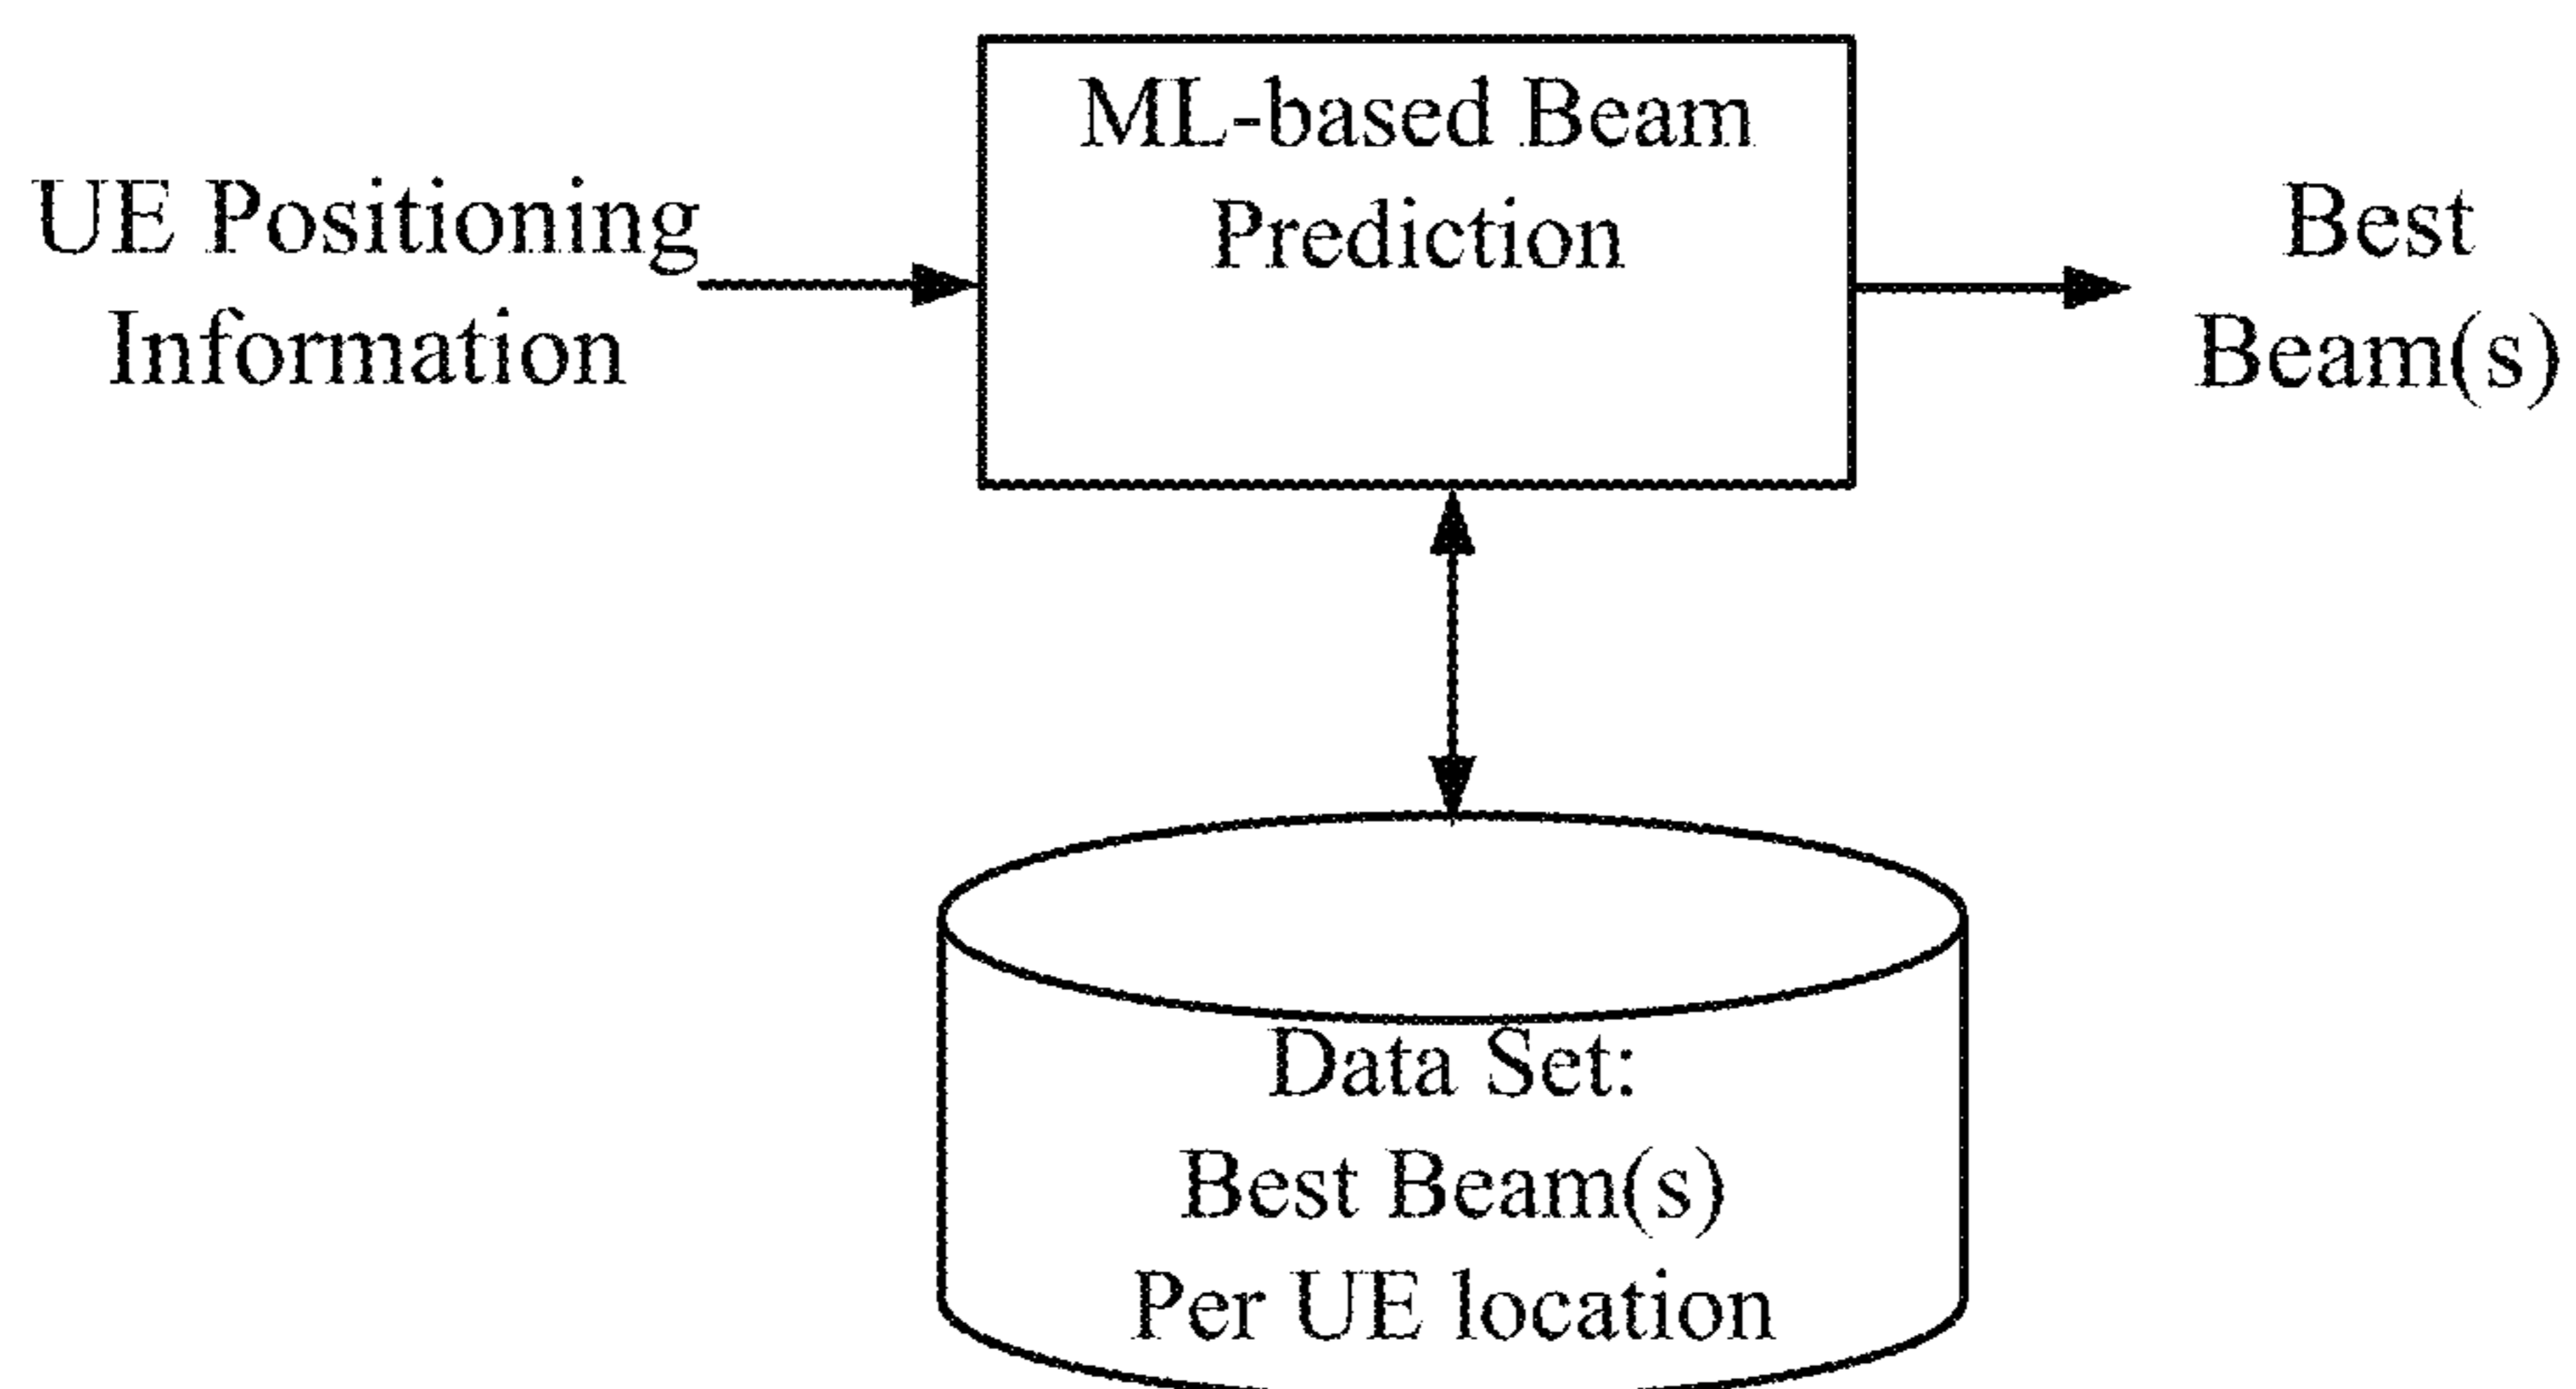 UE Positioning
Information
ML-based Beam
Prediction
Best
Beam(s)
Data Set:
Best Beam(s)
Per UE location